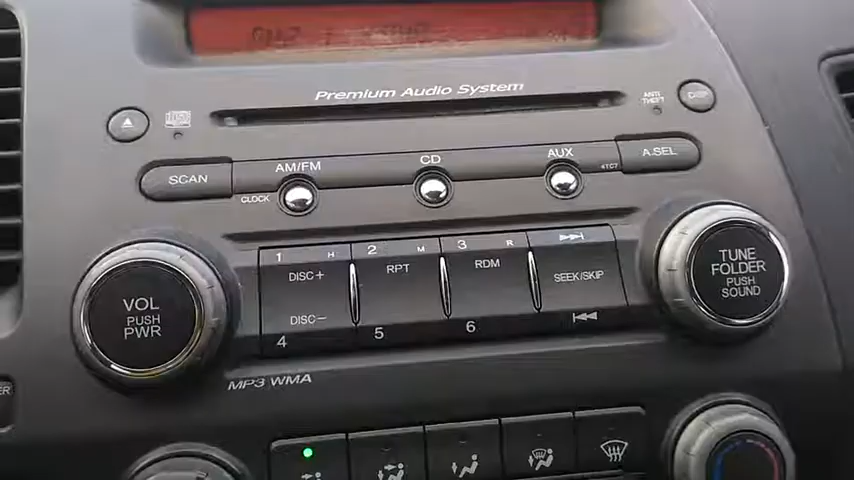 Premium Audio System
ANTI THEFT
DISP
SCAN
AM/FM
CD
AUX
A.SEL
CLOCK
4TC7
1 H 2 M 3 R
DISC+
RPT
RDM
SEEK/SKIP
DISC−
4 5 6
VOL
PUSH
PWR
TUNE
FOLDER
PUSH
SOUND
MP3 WMA